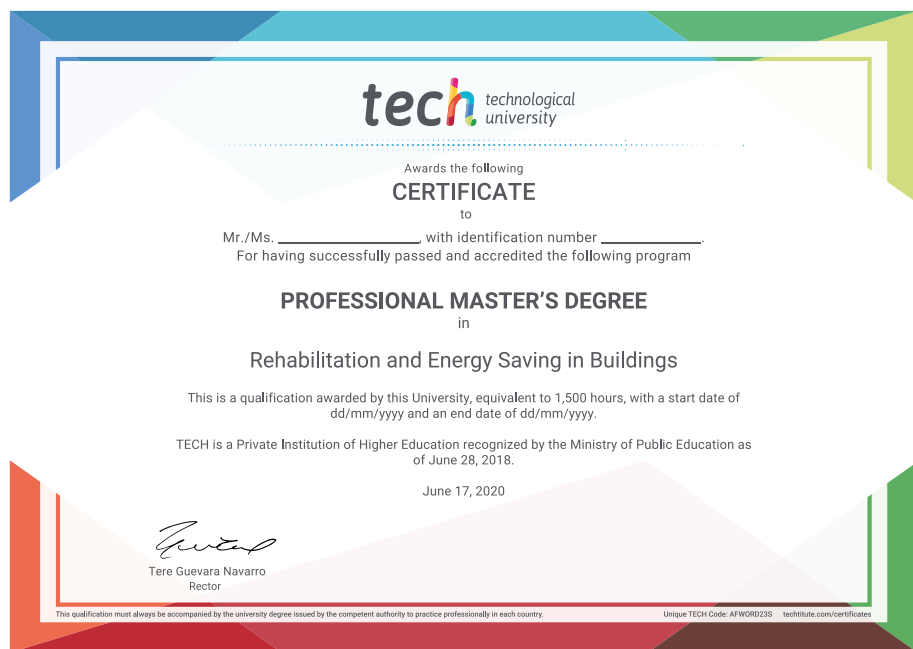 tech technological
university
Awards the following
CERTIFICATE
to
Mr./Ms. ____________________, with identification number ______________.
For having successfully passed and accredited the following program
PROFESSIONAL MASTER'S DEGREE
in
Rehabilitation and Energy Saving in Buildings
This is a qualification awarded by this University, equivalent to 1,500 hours, with a start date of
dd/mm/yyyy and an end date of dd/mm/yyyy.
TECH is a Private Institution of Higher Education recognized by the Ministry of Public Education as
of June 28, 2018.
June 17, 2020
Tere Guevara Navarro
Rector
This qualification must always be accompanied by the university degree issued by the competent authority to practice professionally in each country. Unique TECH Code: AFWORD23S techtitute.com/certificates